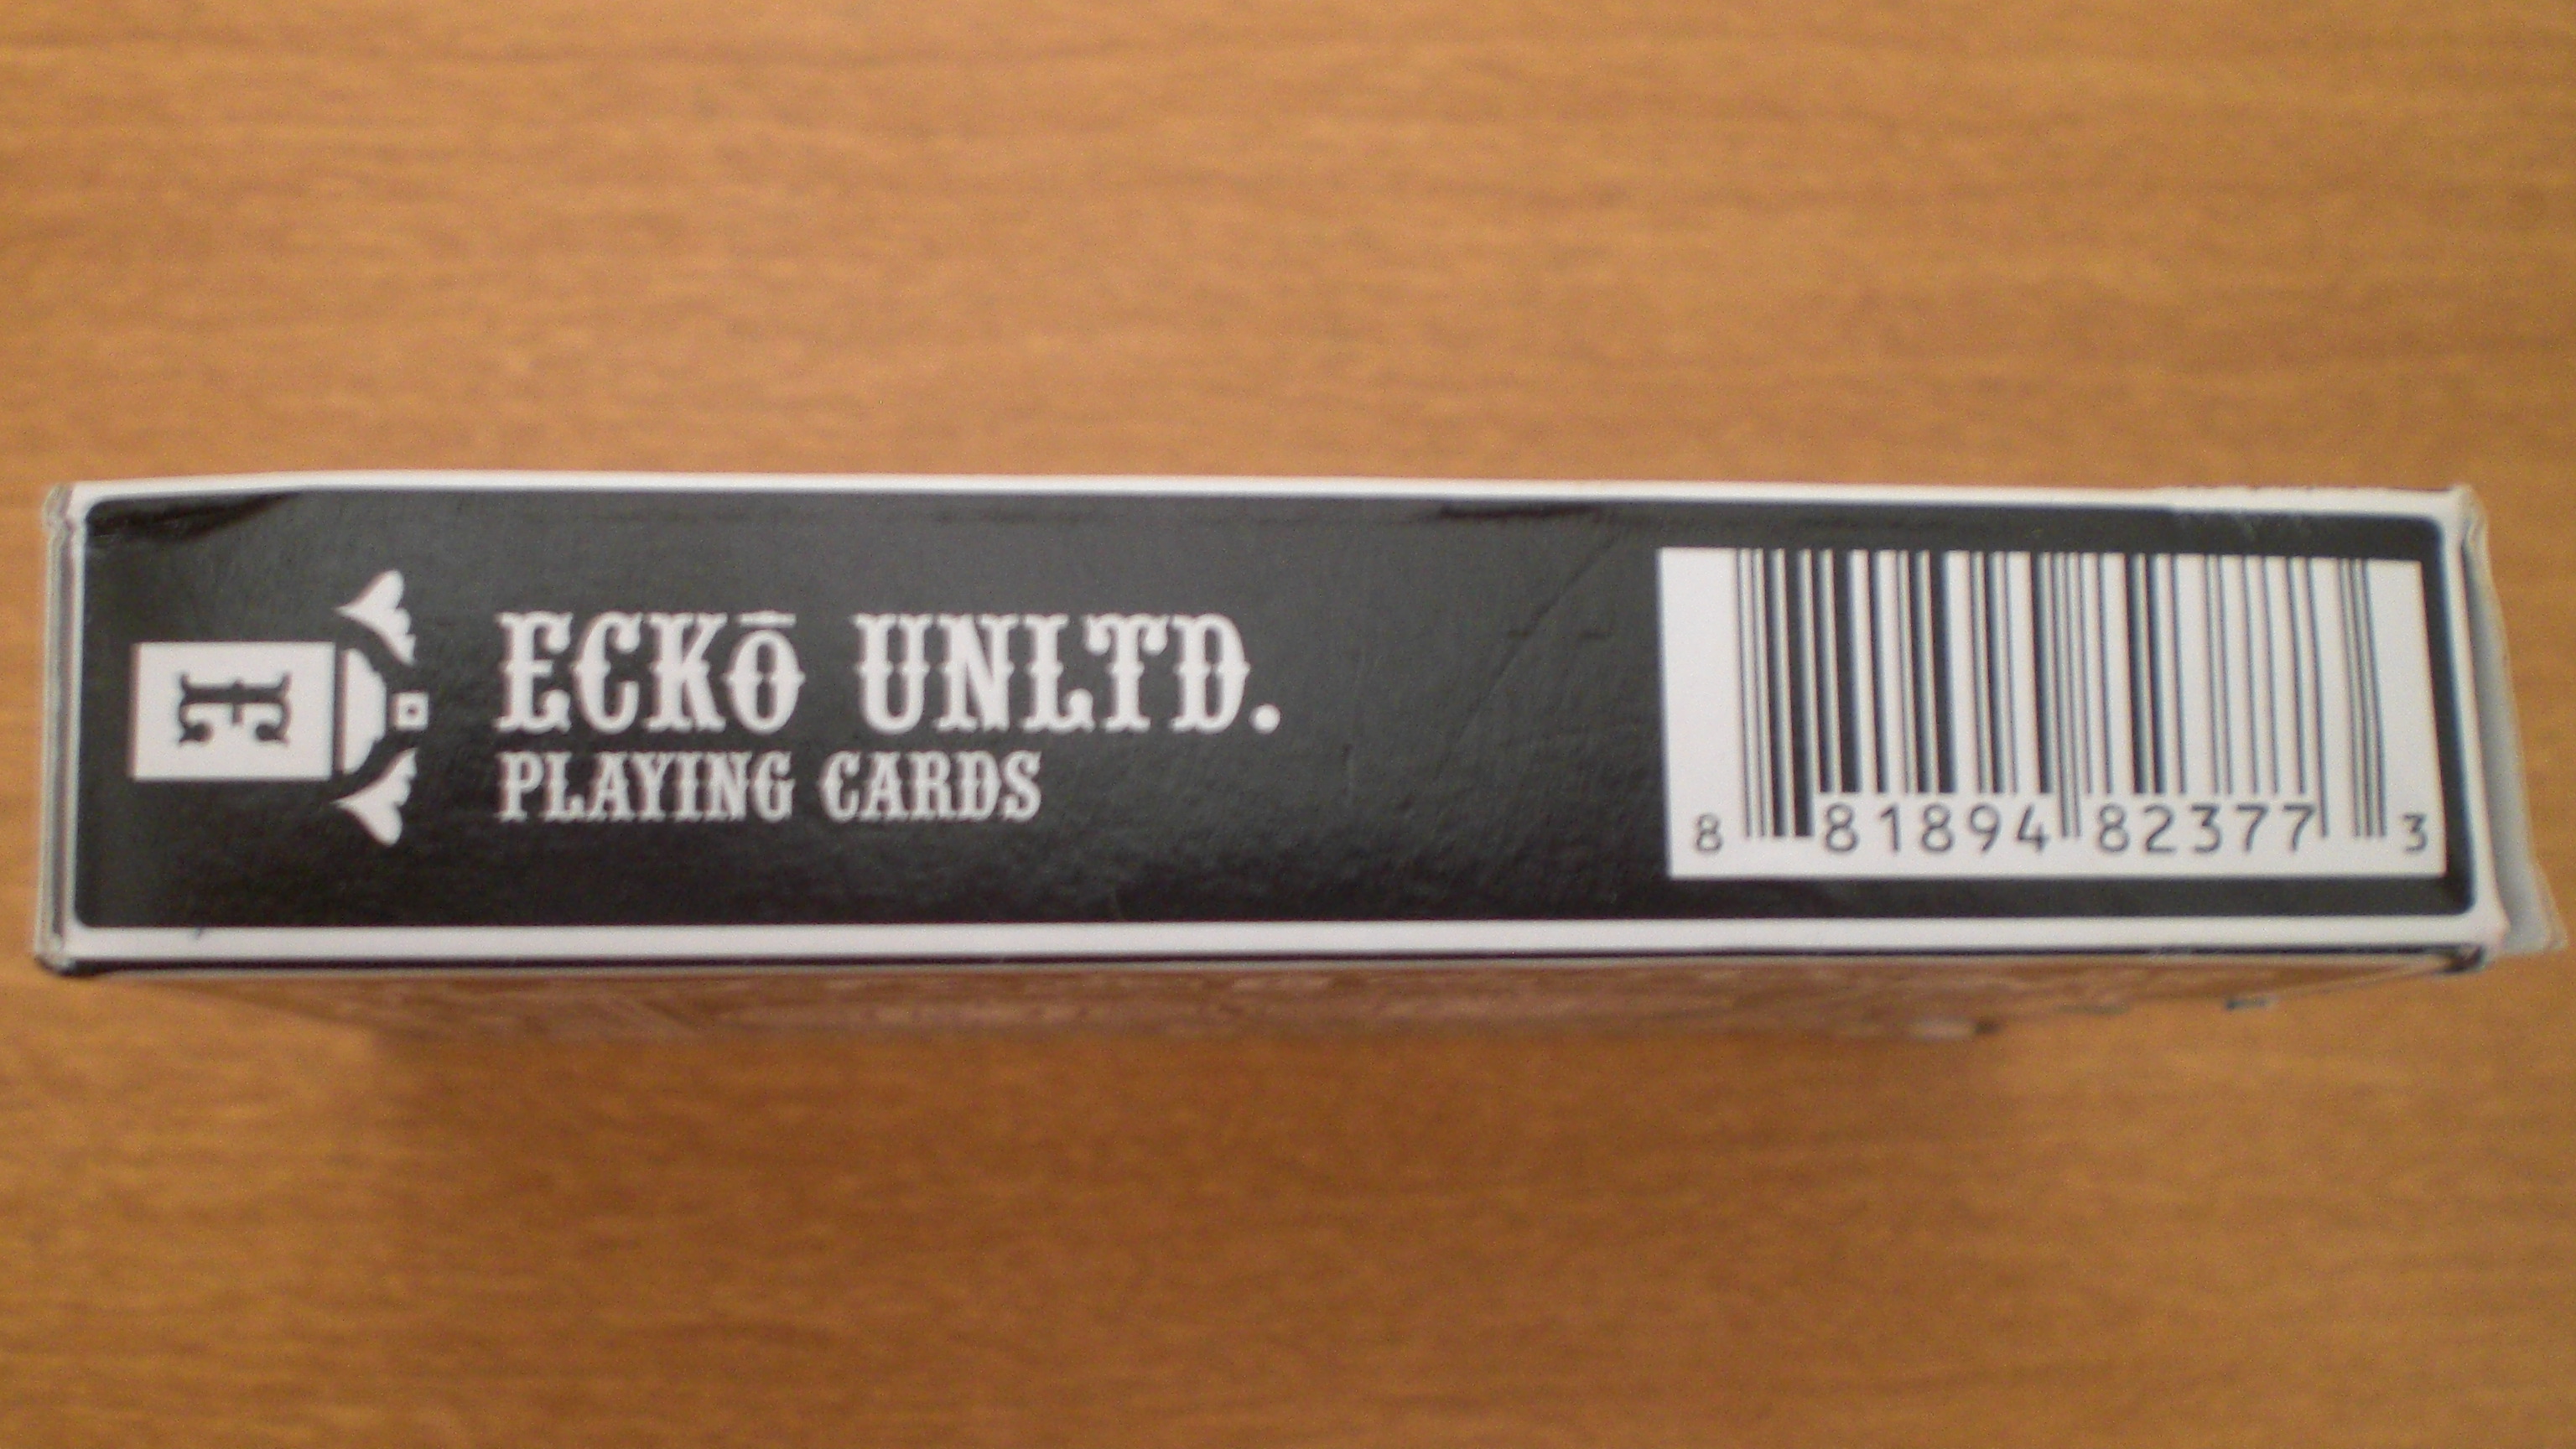 E
ECKŌ UNLTD.
PLAYING CARDS
8 81894 82377 3